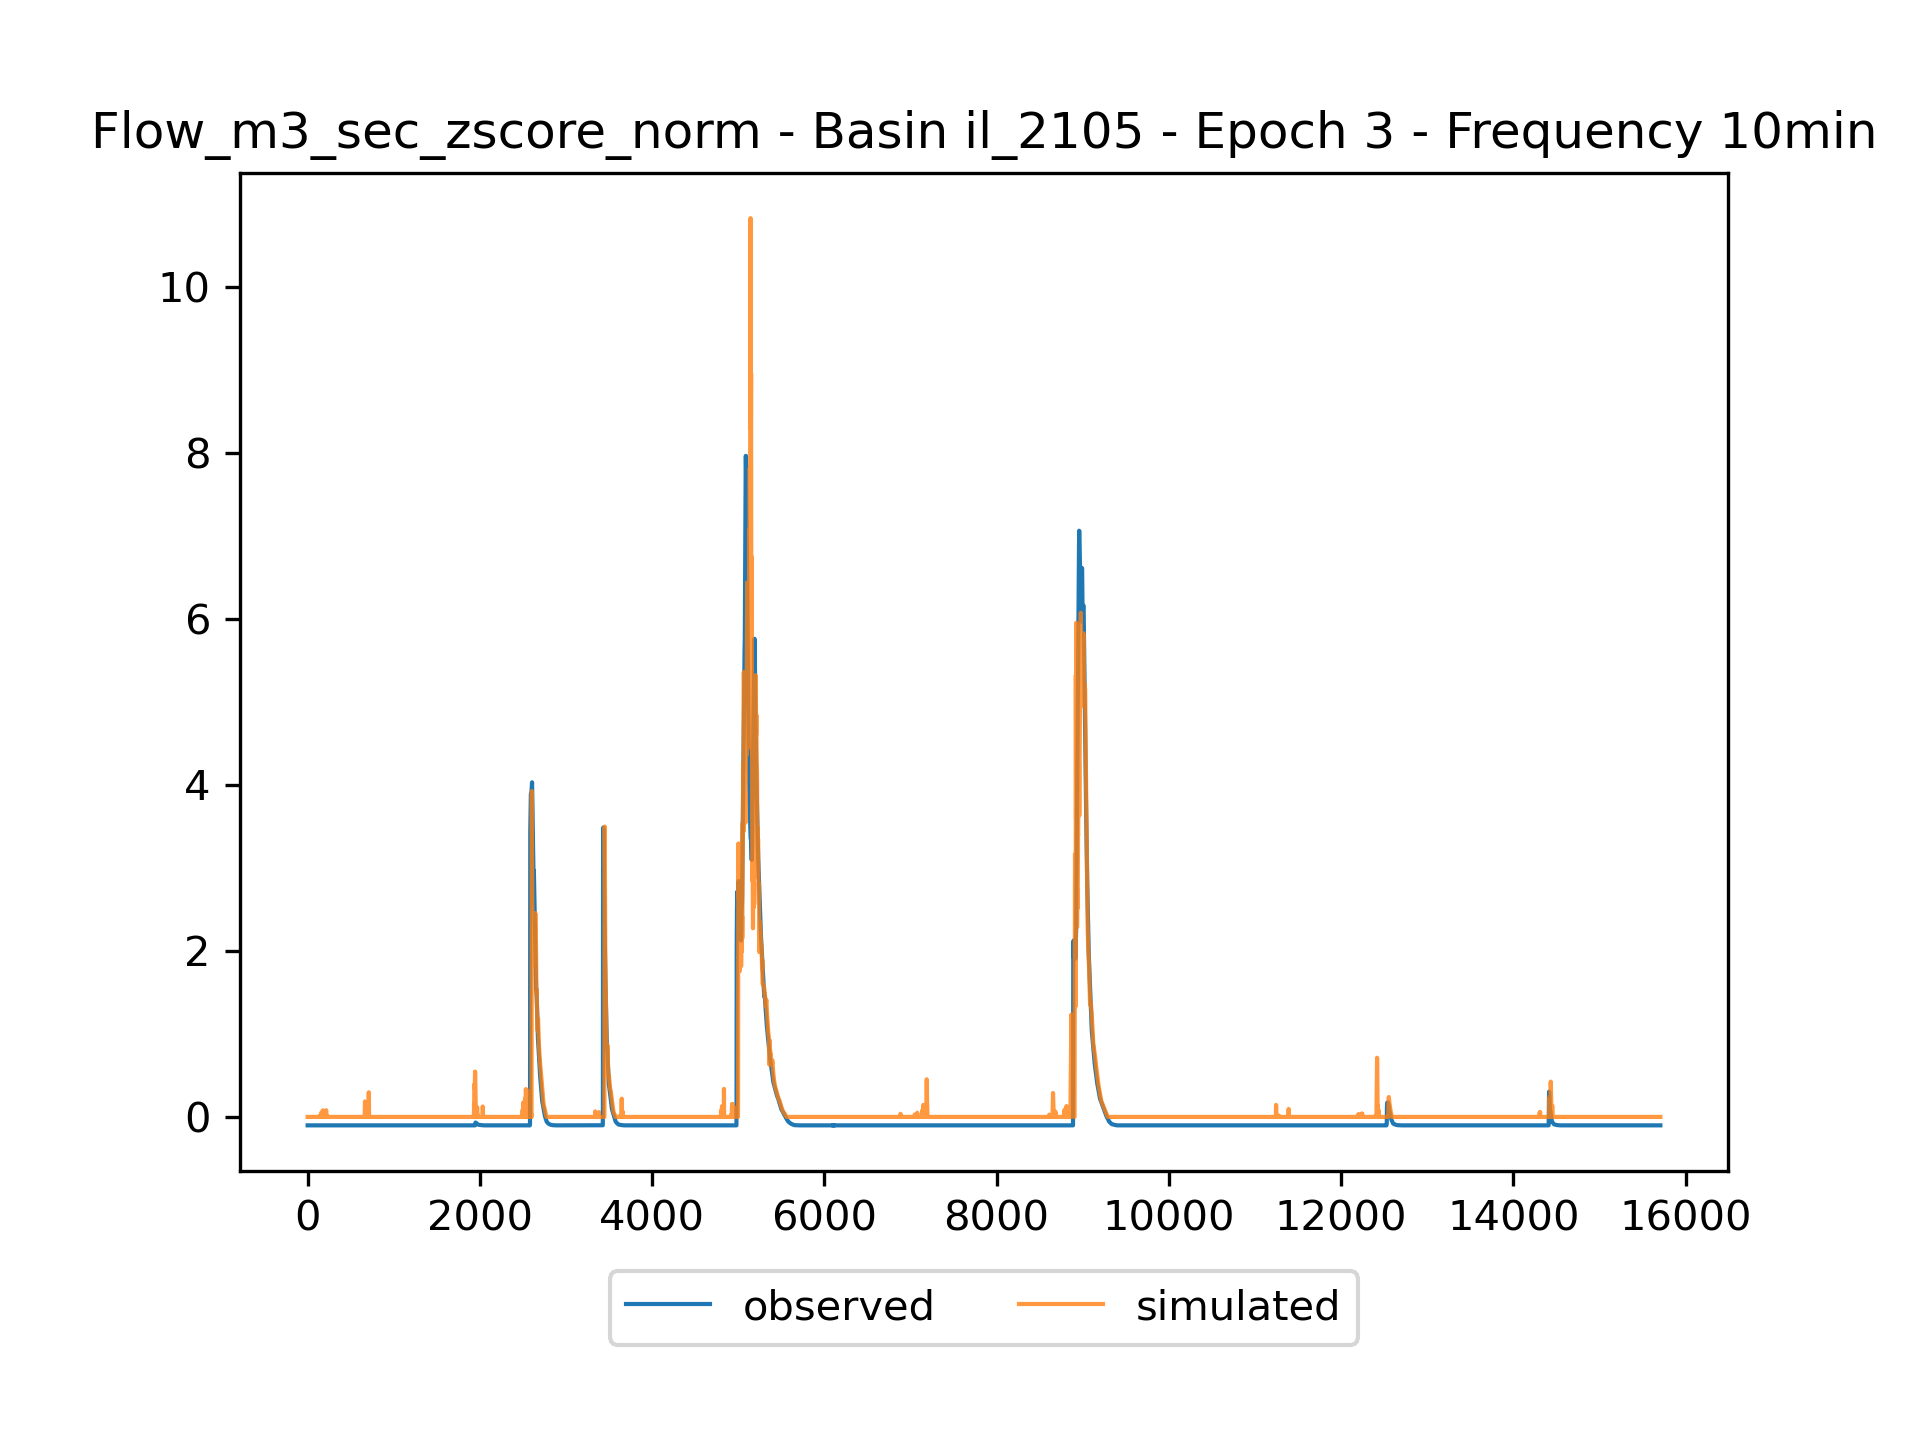 Flow_m3_sec_zscore_norm - Basin il_2105 - Epoch 3 - Frequency 10min
10
8
6
4
2
0
0 2000 4000 6000 8000 10000 12000 14000 16000
observed simulated